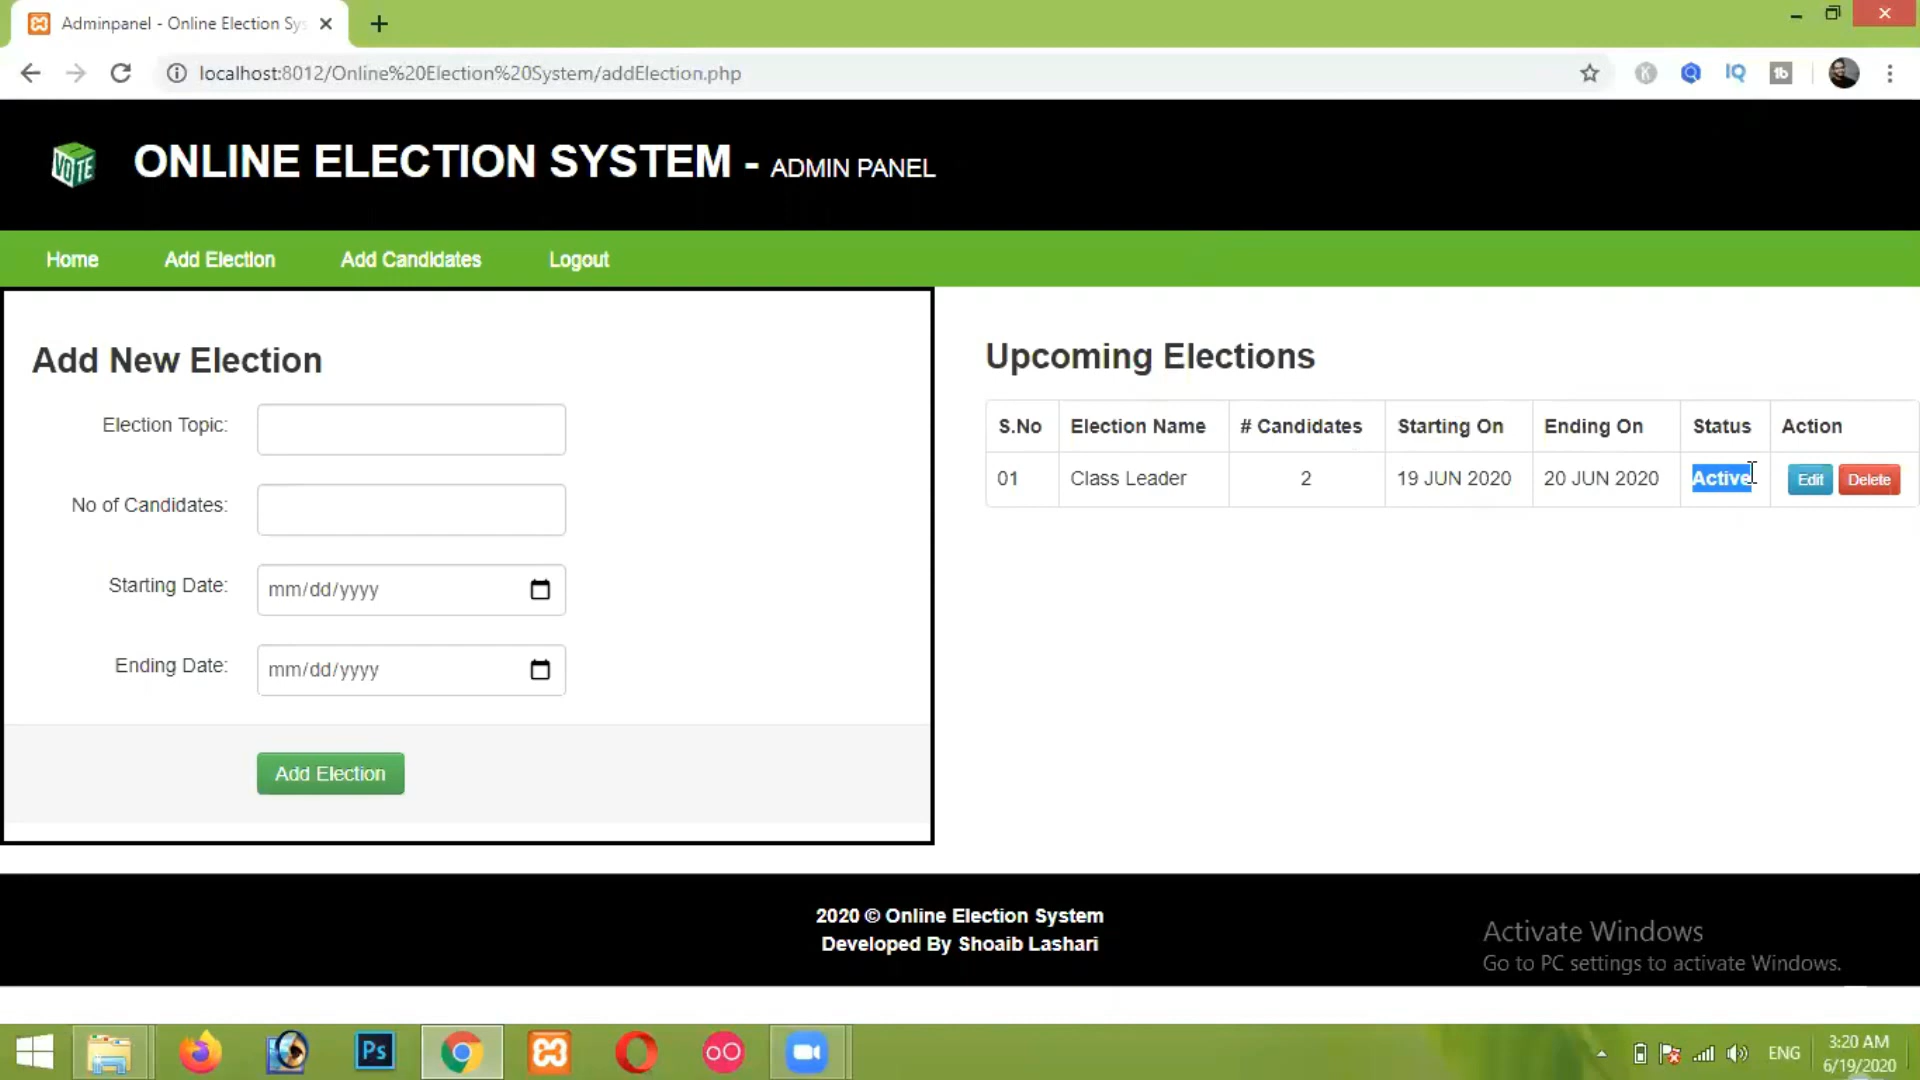 Adminpanel - Online Election Sys
localhost:8012/Online%20Election%20System/addElection.php
VOTE
ONLINE ELECTION SYSTEM - ADMIN PANEL
Home Add Election Add Candidates Logout
Add New Election
Election Topic:
No of Candidates:
Starting Date: mm/dd/yyyy
Ending Date: mm/dd/yyyy
Add Election
Upcoming Elections
S.No Election Name # Candidates Starting On Ending On Status Action
01 Class Leader 2 19 JUN 2020 20 JUN 2020 Active Edit Delete
2020 © Online Election System
Developed By Shoaib Lashari
Activate Windows
Go to PC settings to activate Windows.
Ps
ENG
3:20 AM
6/19/2020